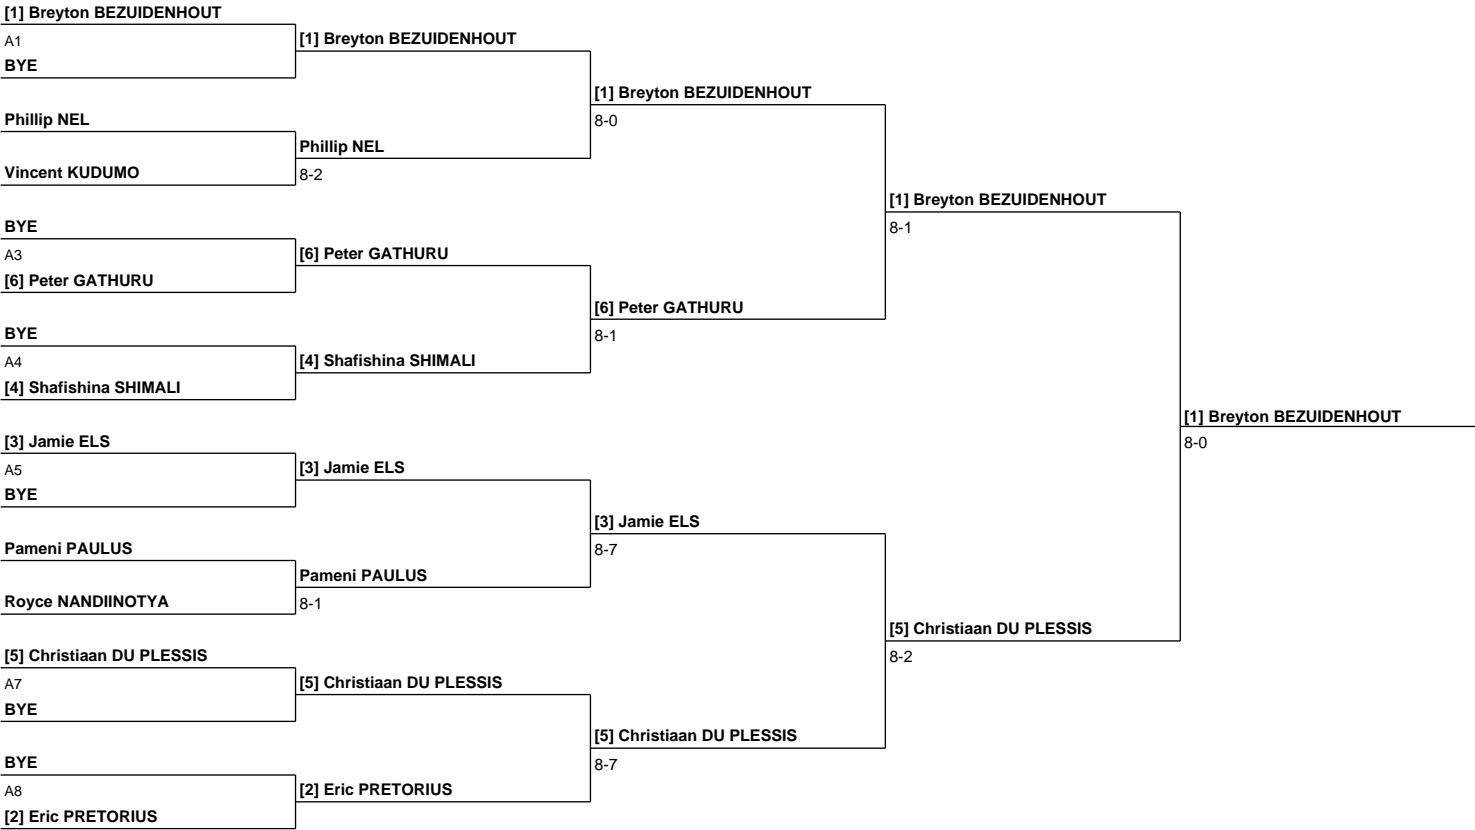 [1] Breyton BEZUIDENHOUT
A1
BYE
[1] Breyton BEZUIDENHOUT
Phillip NEL
Vincent KUDUMO
Phillip NEL
8-2
[1] Breyton BEZUIDENHOUT
8-0
BYE
A3
[6] Peter GATHURU
[6] Peter GATHURU
BYE
A4
[4] Shafishina SHIMALI
[4] Shafishina SHIMALI
[6] Peter GATHURU
8-1
[1] Breyton BEZUIDENHOUT
8-1
[3] Jamie ELS
A5
BYE
[3] Jamie ELS
Pameni PAULUS
Royce NANDIINOTYA
Pameni PAULUS
8-1
[3] Jamie ELS
8-7
[5] Christiaan DU PLESSIS
A7
BYE
[5] Christiaan DU PLESSIS
BYE
A8
[2] Eric PRETORIUS
[2] Eric PRETORIUS
[5] Christiaan DU PLESSIS
8-7
[5] Christiaan DU PLESSIS
8-2
[1] Breyton BEZUIDENHOUT
8-0